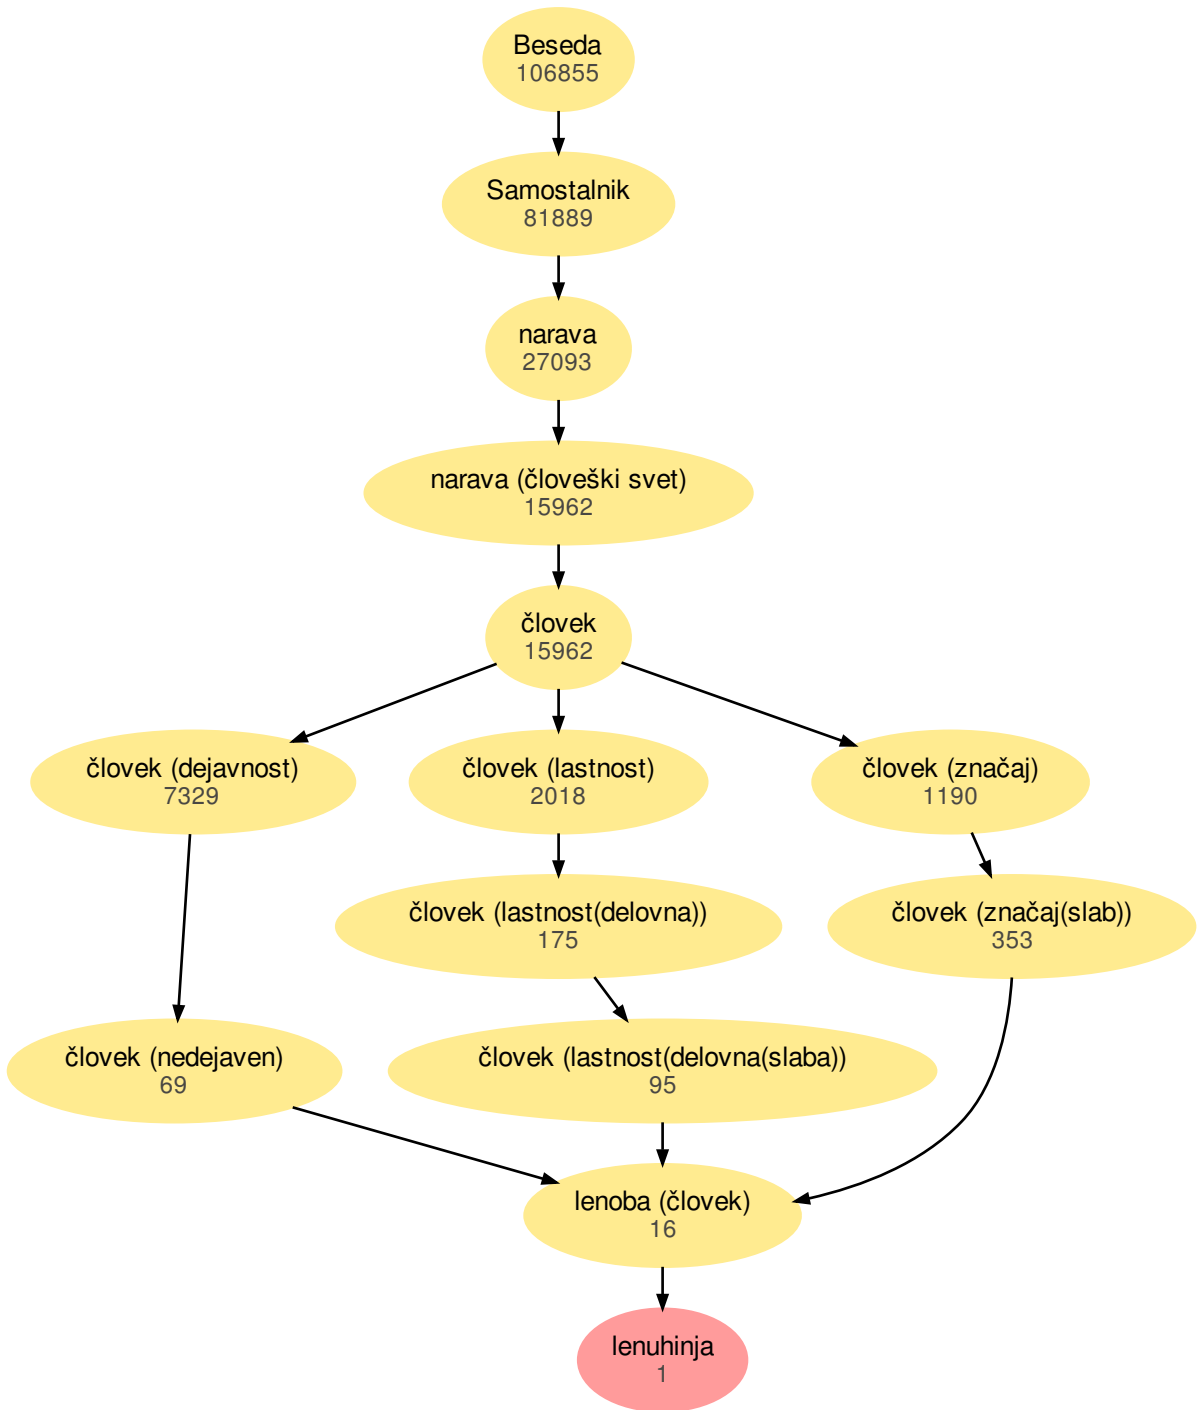 Beseda
106855
Samostalnik
81889
narava
27093
narava (človeški svet)
15962
človek
15962
človek (dejavnost)
7329
človek (lastnost)
2018
človek (značaj)
1190
človek (lastnost(delovna))
175
človek (značaj(slab))
353
človek (nedejaven)
69
človek (lastnost(delovna(slaba))
95
lenoba (človek)
16
lenuhinja
1